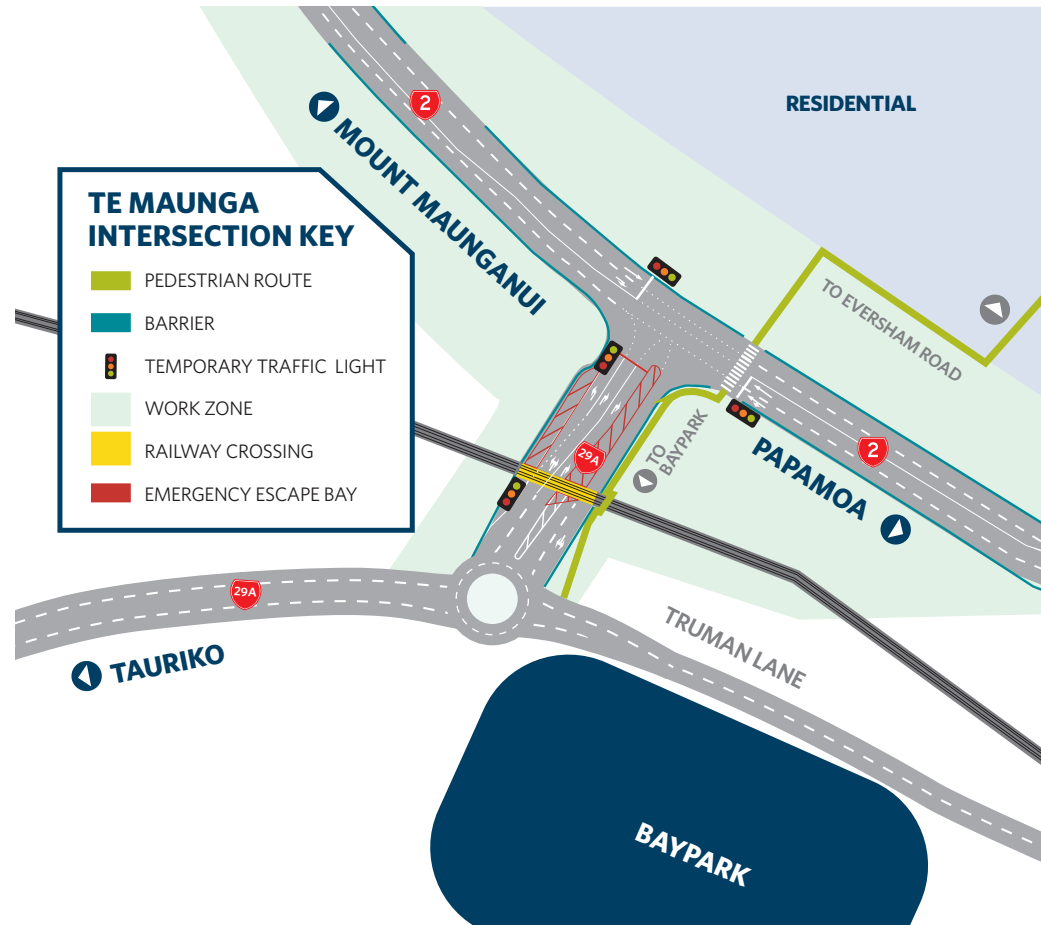 RESIDENTIAL
2
MOUNT MAUNGANUI
TE MAUNGA
INTERSECTION KEY
PEDESTRIAN ROUTE
BARRIER
TEMPORARY TRAFFIC LIGHT
WORK ZONE
RAILWAY CROSSING
EMERGENCY ESCAPE BAY
TO EVERSHAM ROAD
29A
TO
BAYPARK
PAPAMOA
2
29A
TAURIKO
TRUMAN LANE
BAYPARK